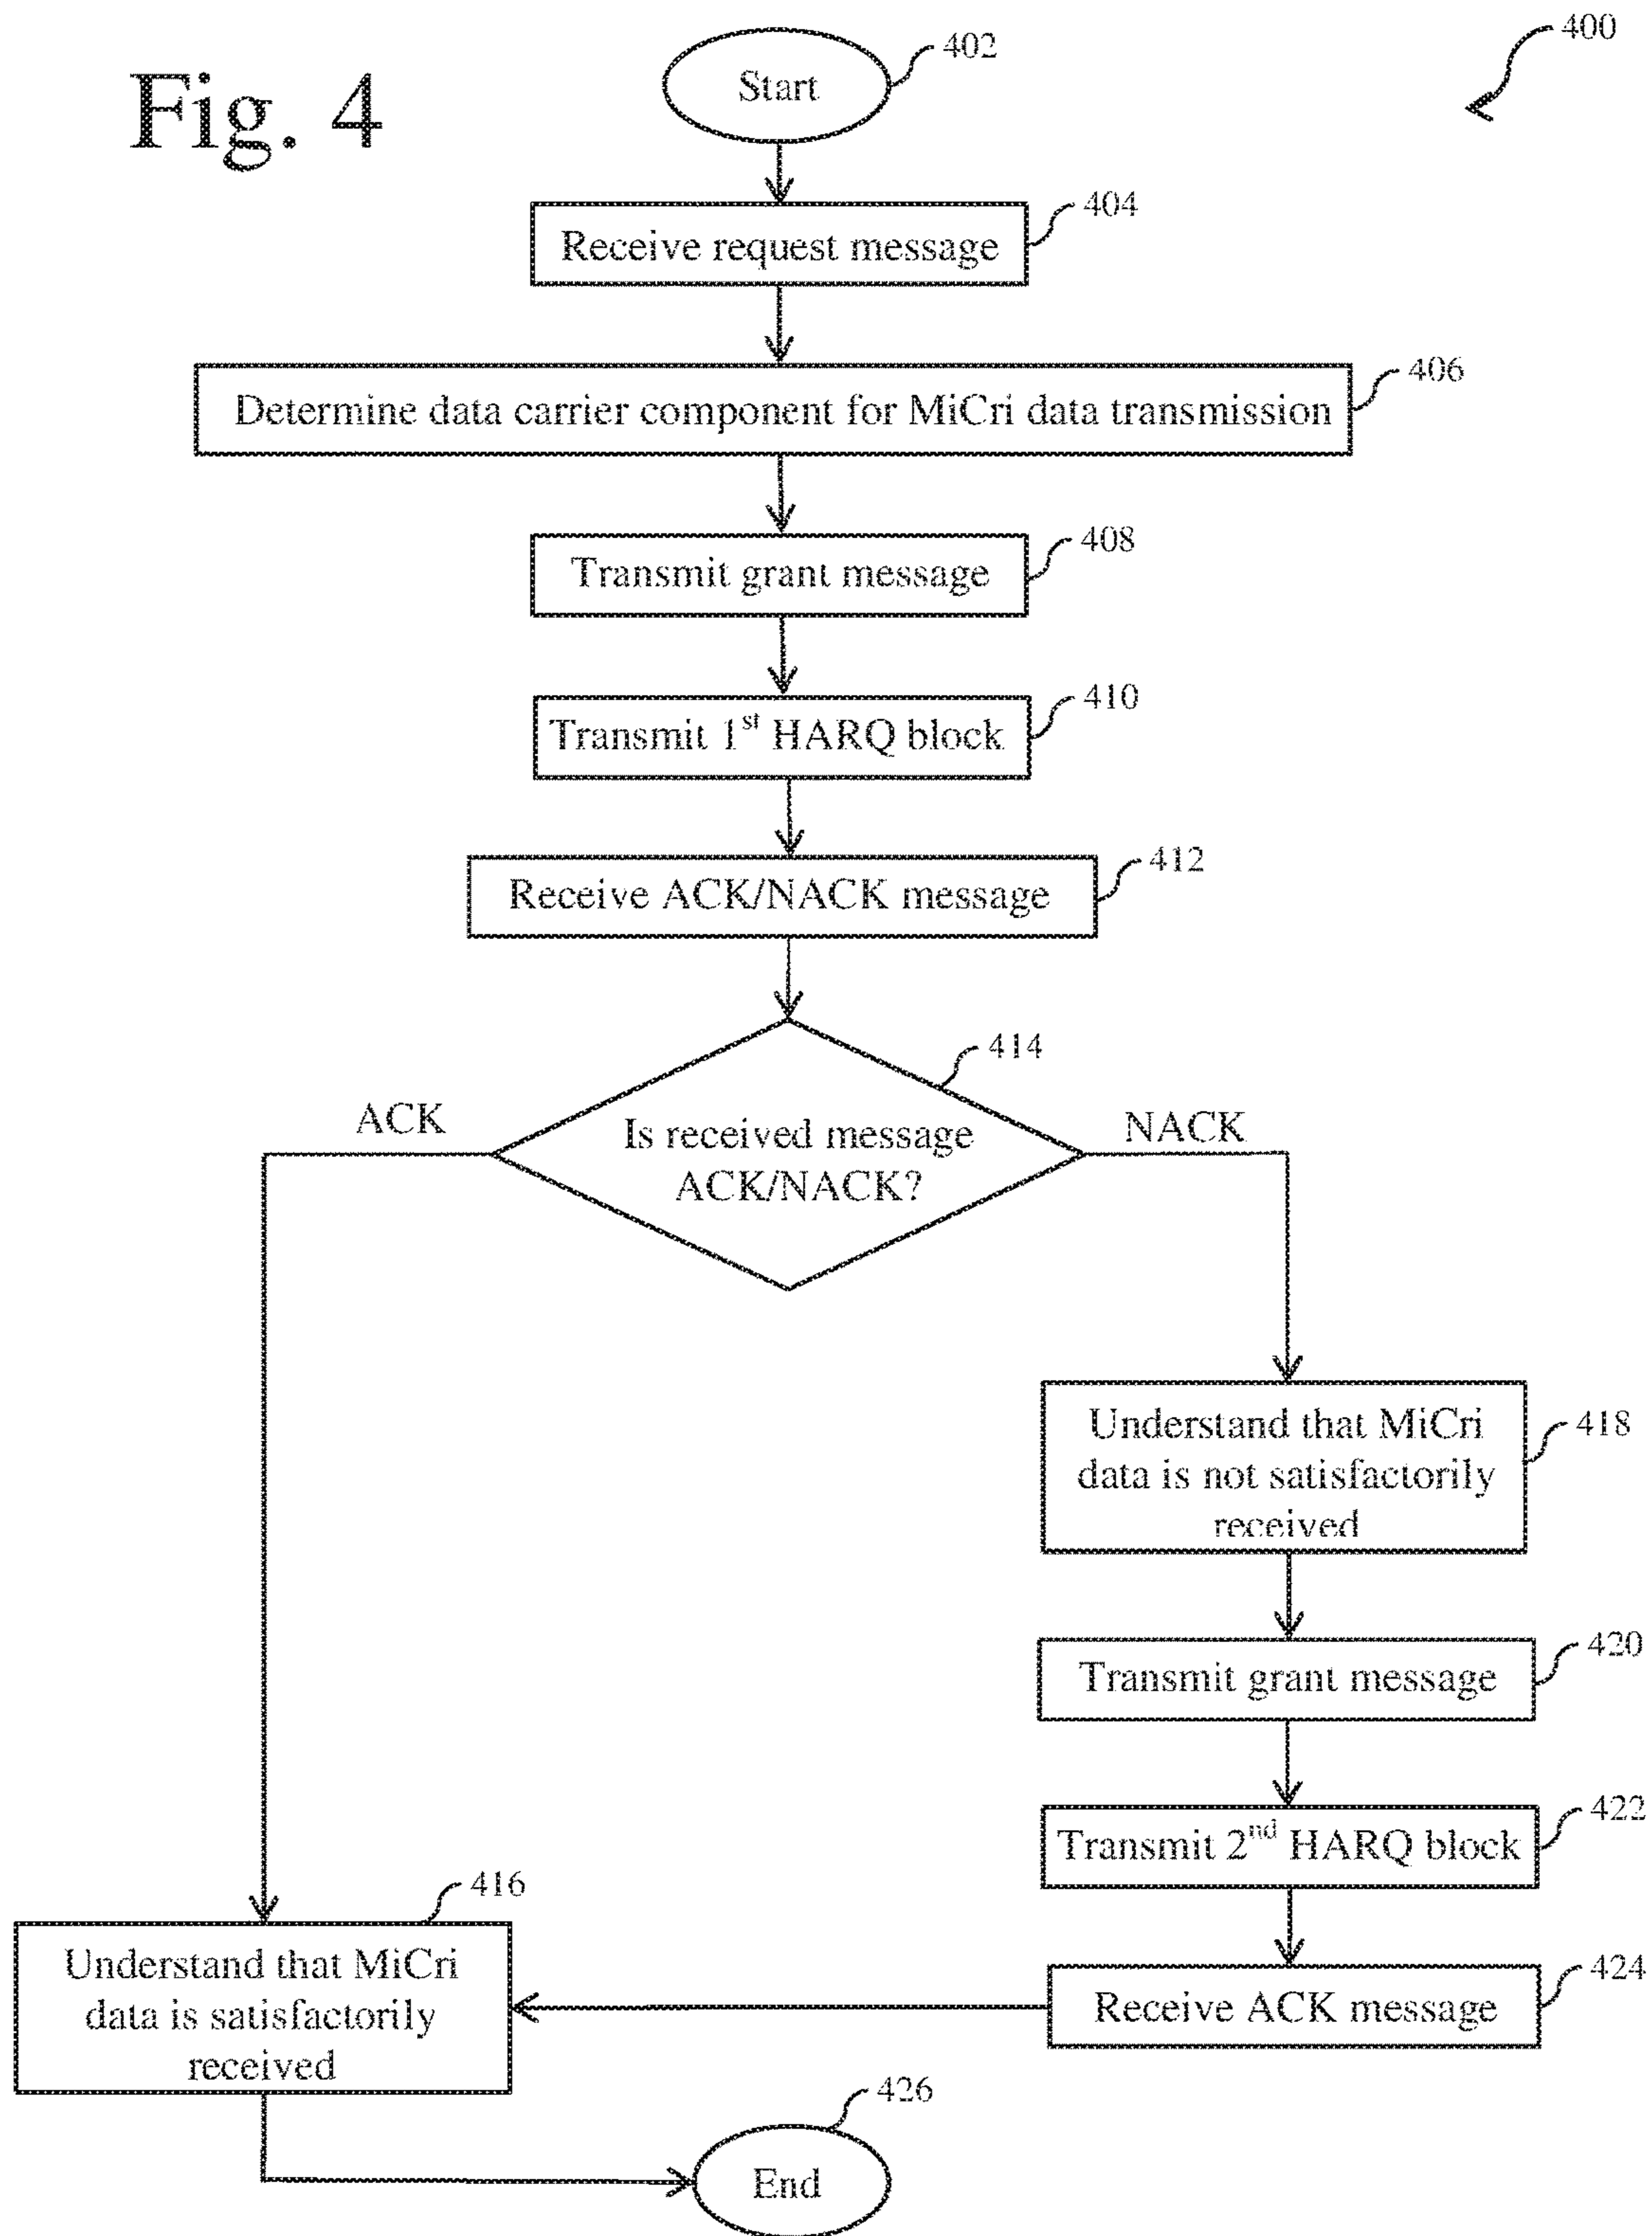 Fig. 4
400
Start
402
Receive request message
404
Determine data carrier component for MiCri data transmission
406
Transmit grant message
408
Transmit 1st HARQ block
410
Receive ACK/NACK message
412
414
Is received message
ACK/NACK?
ACK
NACK
Understand that MiCri
data is not satisfactorily
received
418
Transmit grant message
420
Transmit 2nd HARQ block
422
Receive ACK message
424
416
Understand that MiCri
data is satisfactorily
received
426
End